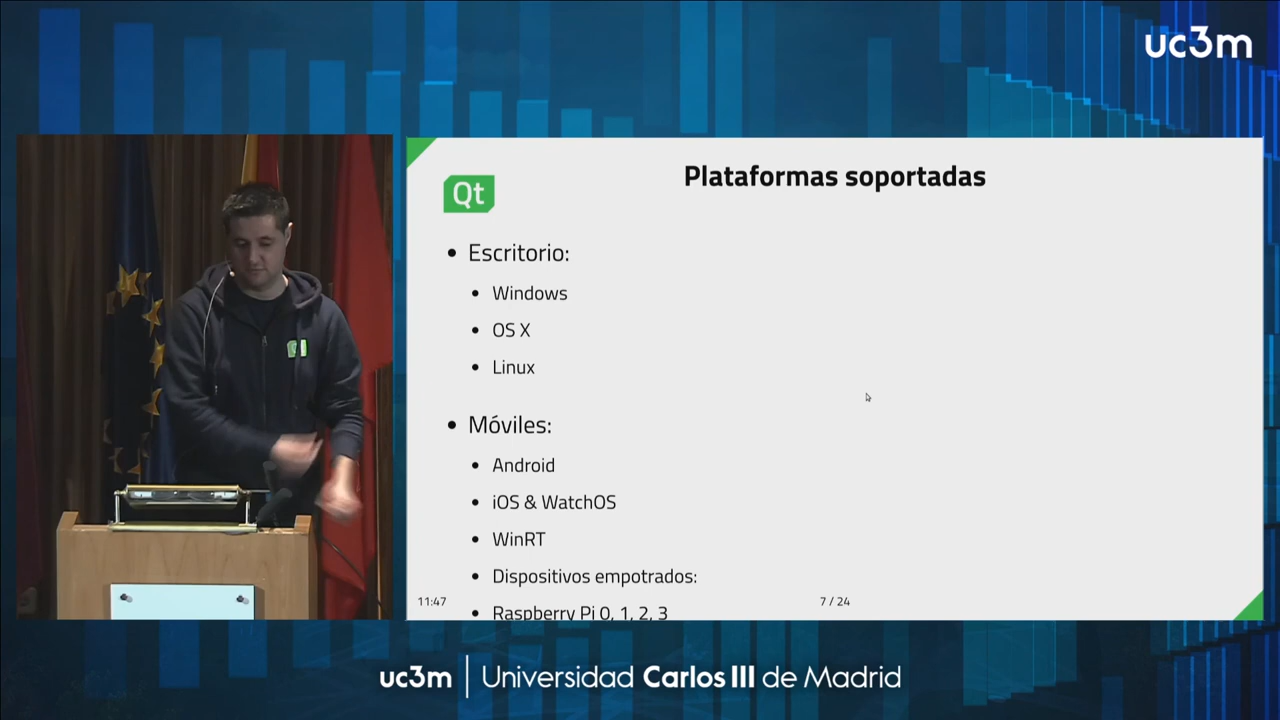 uc3m
Plataformas soportadas
Qt
Escritorio:
Windows
OS X
Linux
Móviles:
Android
iOS & WatchOS
WinRT
Dispositivos empotrados:
Raspberry Pi 0, 1, 2, 3
11:47
7 / 24
uc3m | Universidad Carlos III de Madrid